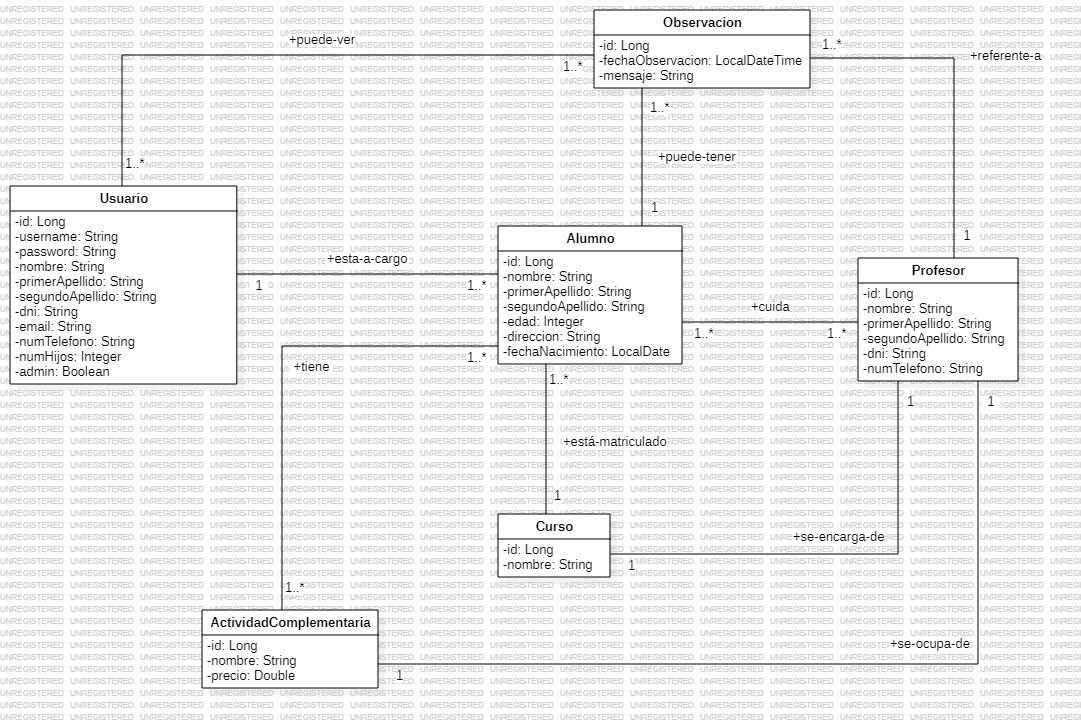 Observacion
-id: Long
-fechaObservacion: LocalDateTime
-mensaje: String
+puede-ver
1..*
1..*
1..*
+referente-a
1
1..*
+puede-tener
1
Usuario
-id: Long
-username: String
-password: String
-nombre: String
-primerApellido: String
-segundoApellido: String
-dni: String
-email: String
-numTelefono: String
-numHijos: Integer
-admin: Boolean
+esta-a-cargo
1
1..*
Alumno
-id: Long
-nombre: String
-primerApellido: String
-segundoApellido: String
-edad: Integer
-direccion: String
-fechaNacimiento: LocalDate
+cuida
1..*
1..*
Profesor
-id: Long
-nombre: String
-primerApellido: String
-segundoApellido: String
-dni: String
-numTelefono: String
1..*
+tiene
1..*
1..*
+está-matriculado
1
1
1
Curso
-id: Long
-nombre: String
+se-encarga-de
1
ActividadComplementaria
-id: Long
-nombre: String
-precio: Double
+se-ocupa-de
1
UNREGISTERED